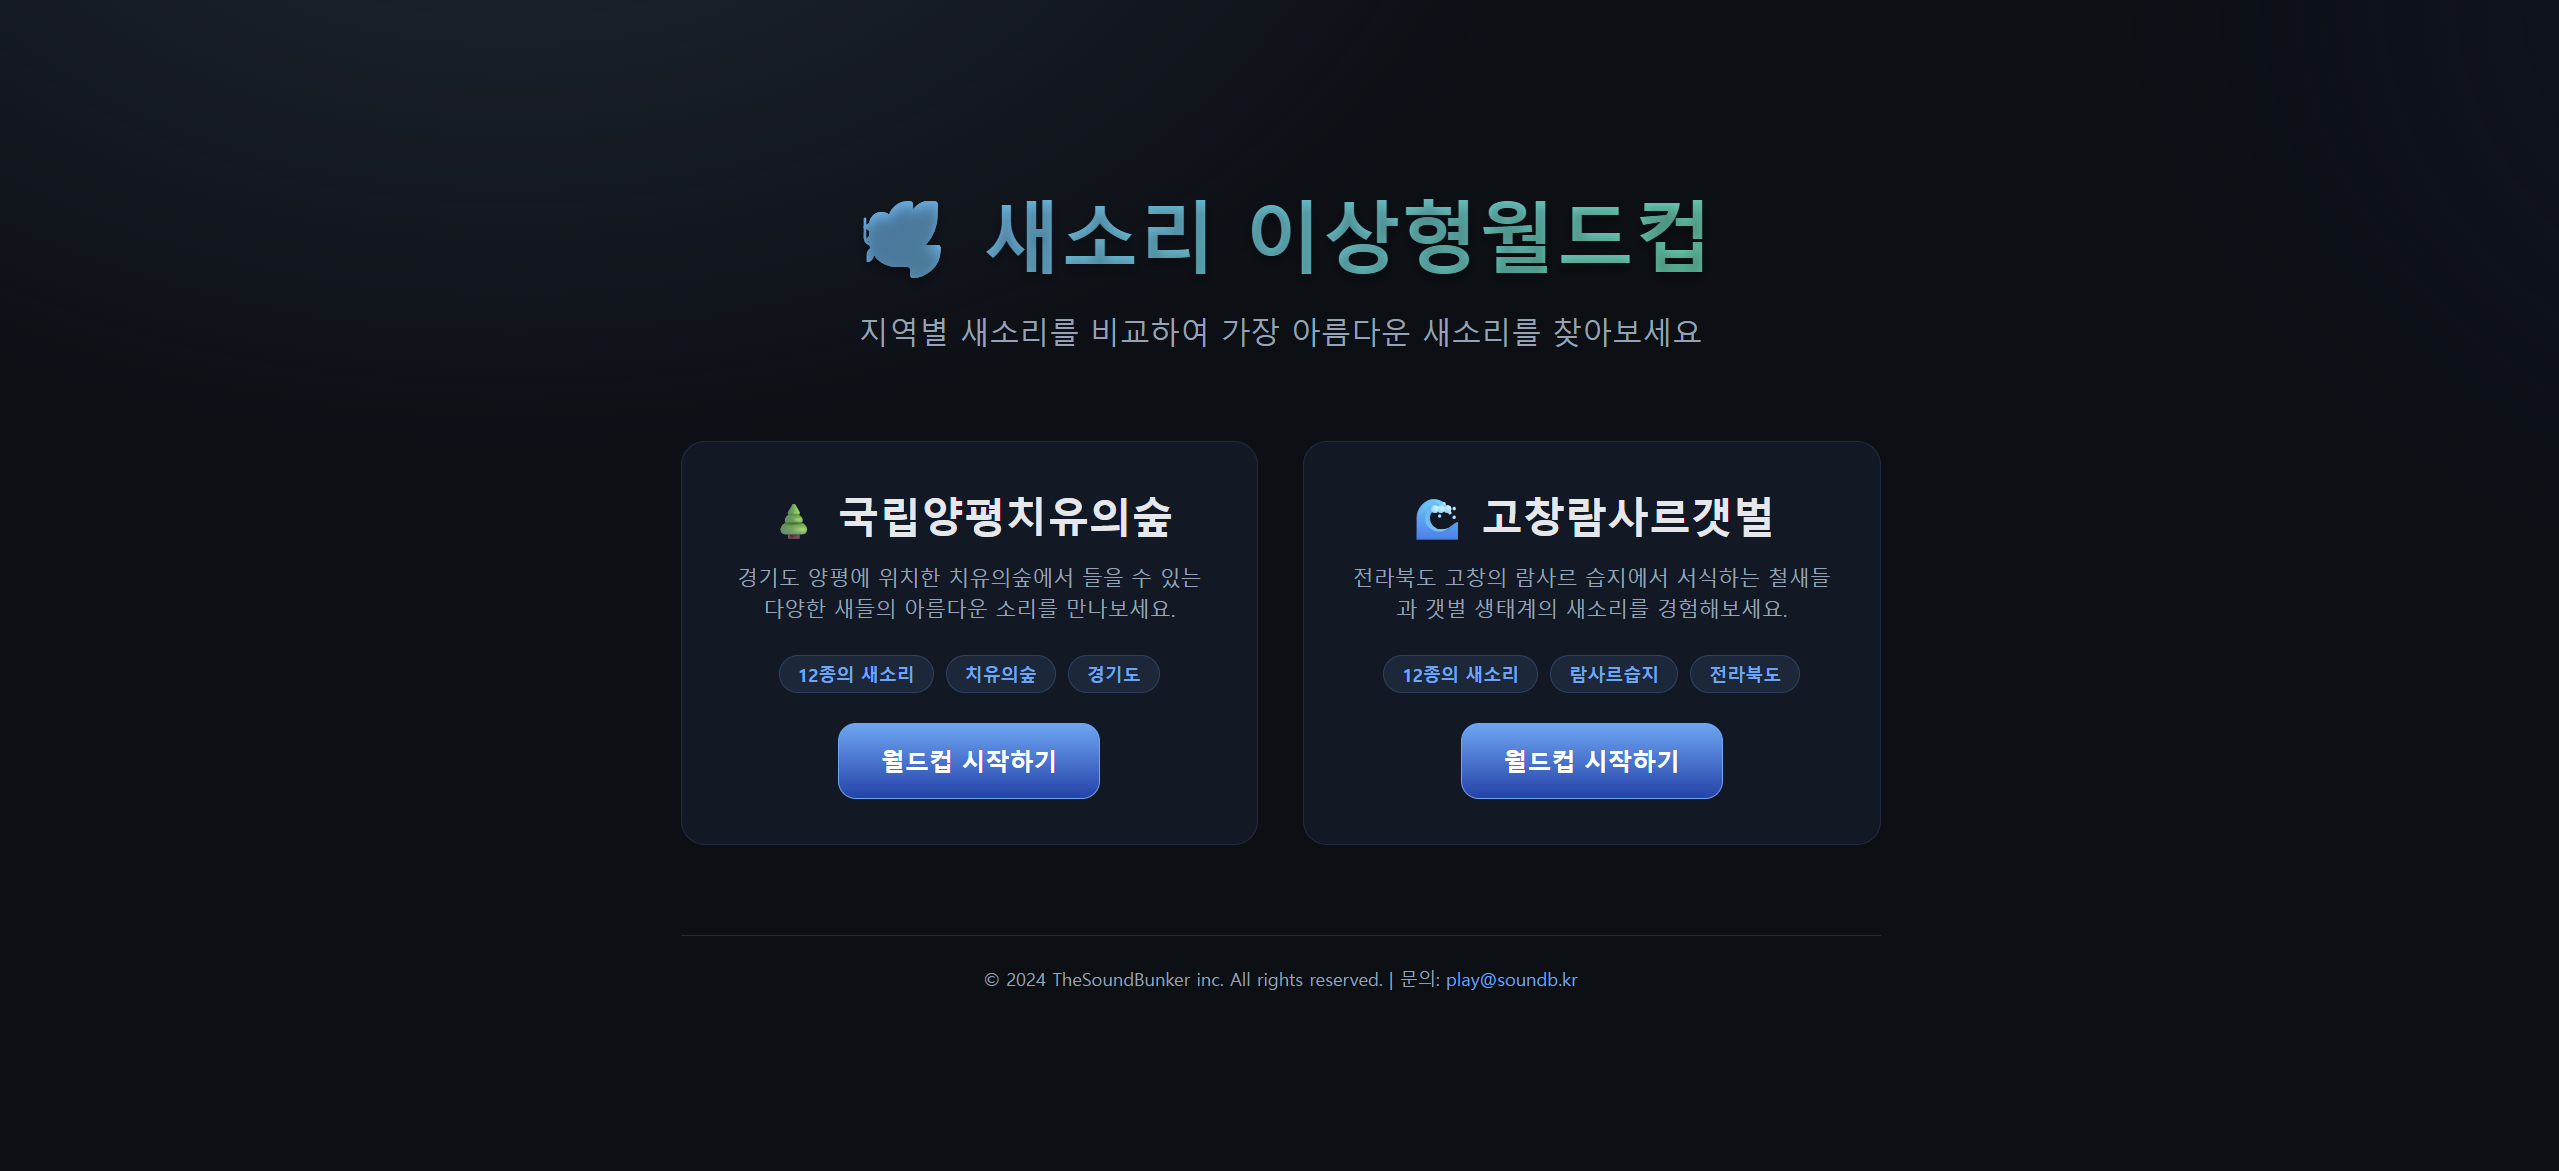 새소리 이상형월드컵
지역별 새소리를 비교하여 가장 아름다운 새소리를 찾아보세요
국립양평치유의숲
경기도 양평에 위치한 치유의숲에서 들을 수 있는
다양한 새들의 아름다운 소리를 만나보세요.
12종의 새소리 치유의숲 경기도
월드컵 시작하기
고창람사르갯벌
전라북도 고창의 람사르 습지에서 서식하는 철새들
과 갯벌 생태계의 새소리를 경험해보세요.
12종의 새소리 람사르습지 전라북도
월드컵 시작하기
© 2024 TheSoundBunker inc. All rights reserved. | 문의: play@soundb.kr